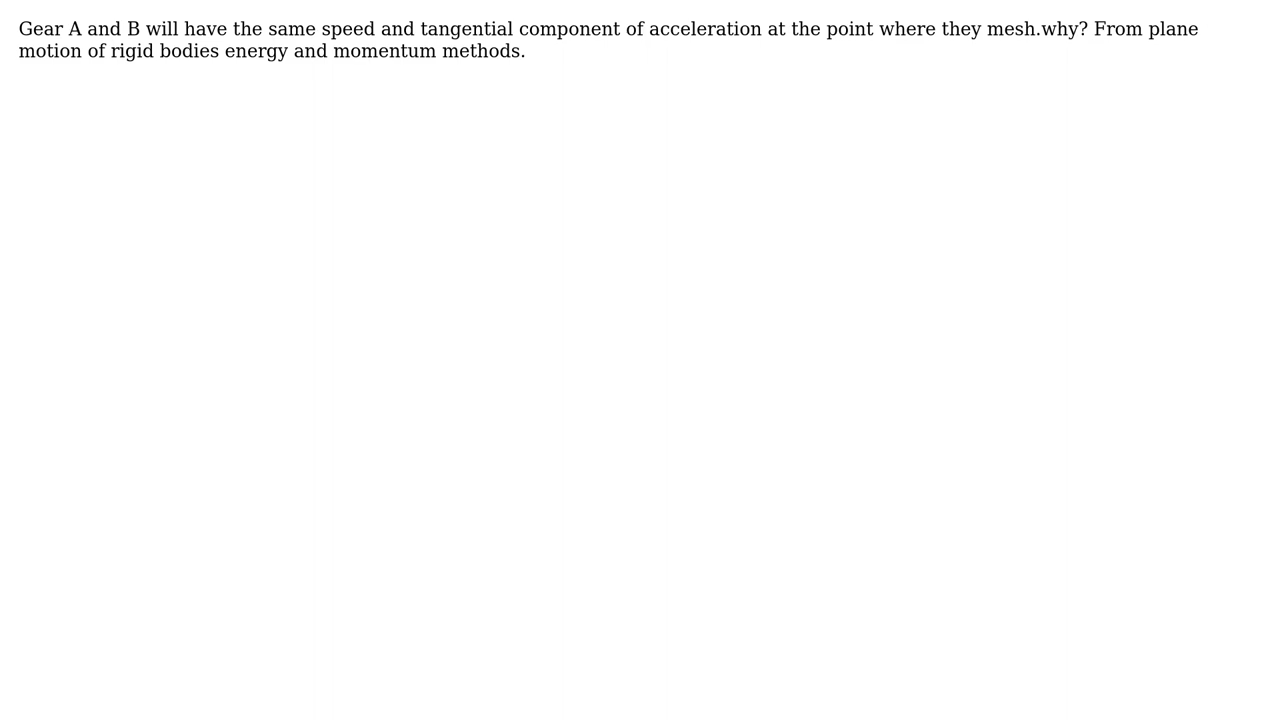 Gear A and B will have the same speed and tangential component of acceleration at the point where they mesh.why? From plane
motion of rigid bodies energy and momentum methods.